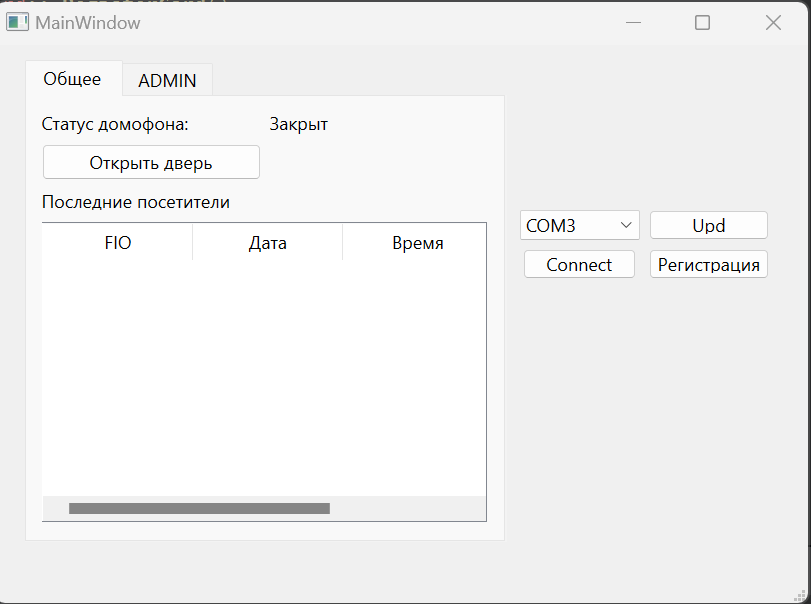 MainWindow
Общее ADMIN
Статус домофона: Закрыт
Открыть дверь
Последние посетители
FIO Дата Время
COM3 Upd
Connect Регистрация